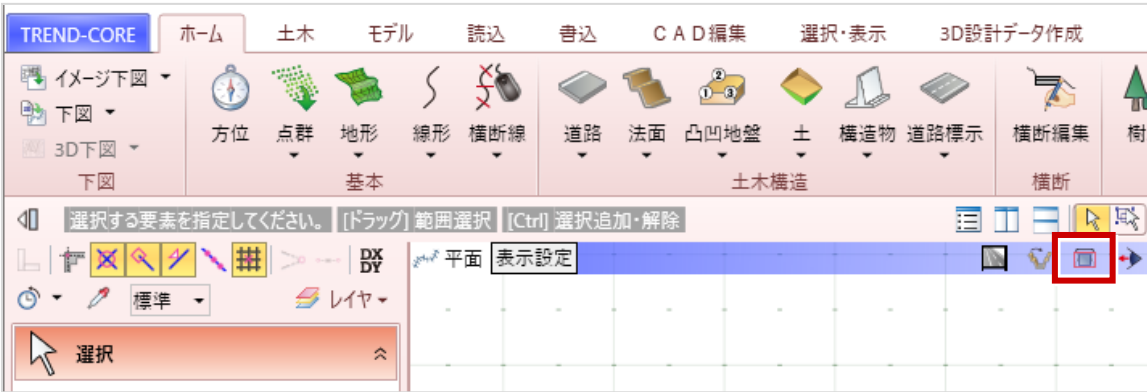 TREND-CORE ホーム 土木 モデル 読込 書込 CAD編集 選択・表示 3D設計データ作成
イメージ下図
下図
3D下図
方位 点群 地形 線形 横断線 道路 法面 凸凹地盤 土 構造物 道路標示 横断編集 樹
下図 基本 土木構造 横断
選択する要素を指定してください。 [ドラッグ] 範囲選択 [Ctrl] 選択追加・解除
DX
DY
平面 表示設定
標準 レイヤ
選択